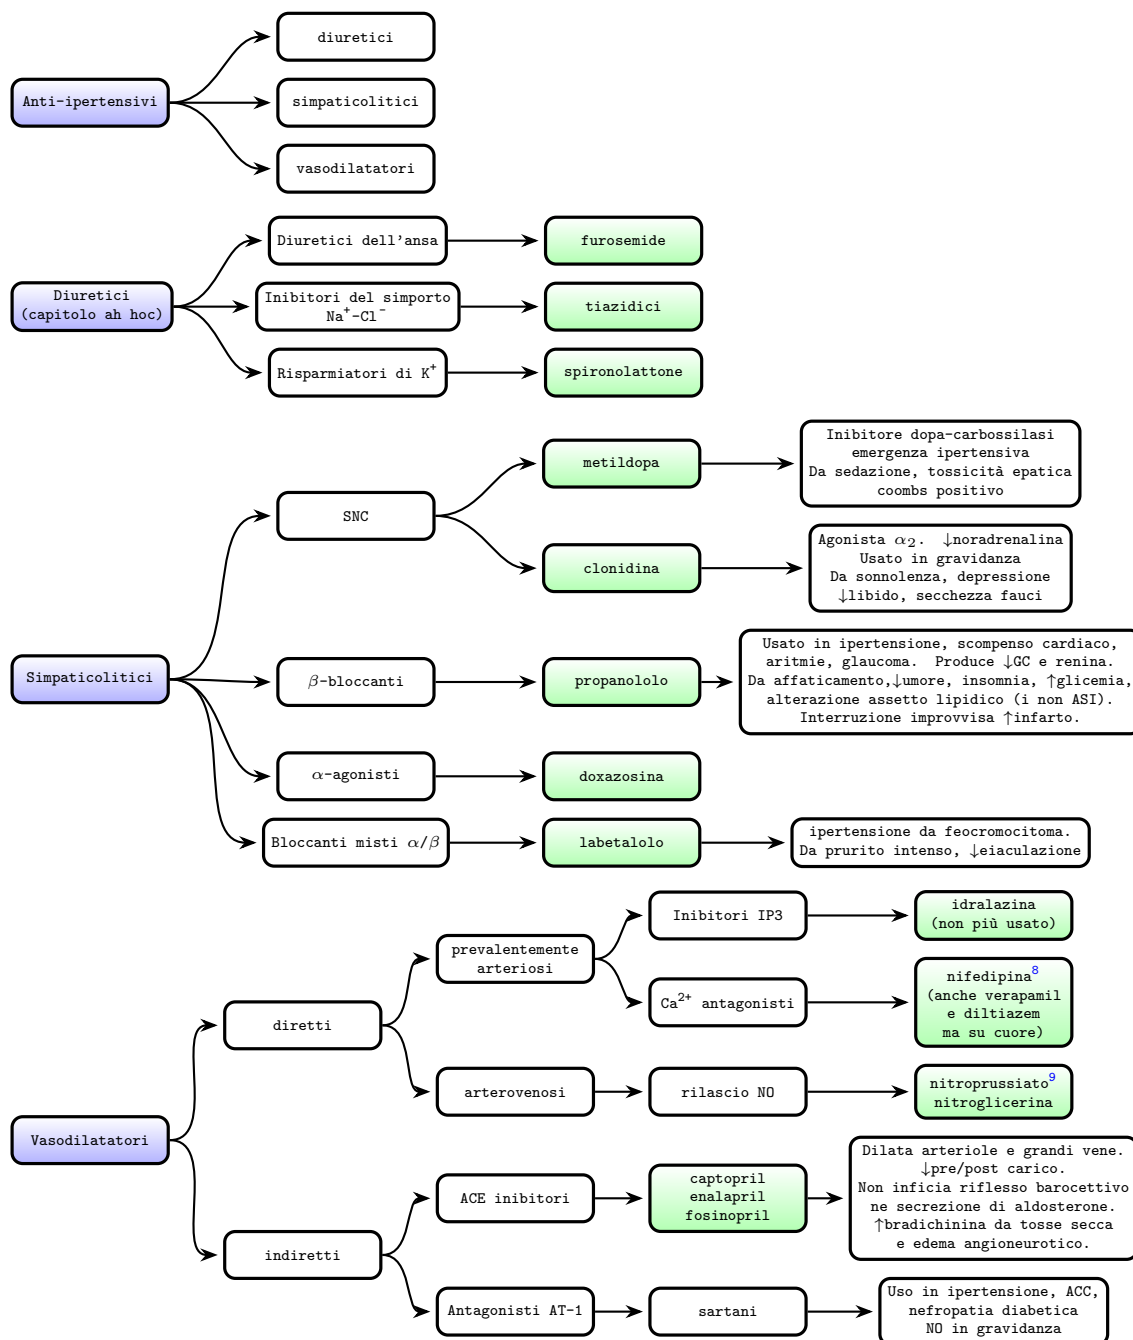 diuretici
Anti-ipertensivi
simpaticolitici
vasodilatatori
Diuretici dell'ansa
furosemide
Diuretici
(capitolo ah hoc)
Inibitori del simporto
Na⁺-Cl⁻
tiazidici
Risparmiatori di K⁺
spironolattone
Simpaticolitici
SNC
metildopa
Inibitore dopa-carbossilasi
emergenza ipertensiva
Da sedazione, tossicità epatica
coombs positivo
clonidina
Agonista α₂. ↓noradrenalina
Usato in gravidanza
Da sonnolenza, depressione
↓libido, secchezza fauci
β-bloccanti
propanololo
Usato in ipertensione, scompenso cardiaco,
aritmie, glaucoma. Produce ↓GC e renina.
Da affaticamento,↓umore, insomnia, ↑glicemia,
alterazione assetto lipidico (i non ASI).
Interruzione improvvisa ↑infarto.
α-agonisti
doxazosina
Bloccanti misti α/β
labetalolo
ipertensione da feocromocitoma.
Da prurito intenso, ↓eiaculazione
Vasodilatatori
diretti
prevalentemente
arteriosi
Inibitori IP3
idralazina
(non più usato)
Ca²⁺ antagonisti
nifedipina⁸
(anche verapamil
e diltiazem
ma su cuore)
arterovenosi
rilascio NO
nitroprussiato⁹
nitroglicerina
indiretti
ACE inibitori
captopril
enalapril
fosinopril
Dilata arteriole e grandi vene.
↓pre/post carico.
Non inficia riflesso barocettivo
ne secrezione di aldosterone.
↑bradichinina da tosse secca
e edema angioneurotico.
Antagonisti AT-1
sartani
Uso in ipertensione, ACC,
nefropatia diabetica
NO in gravidanza